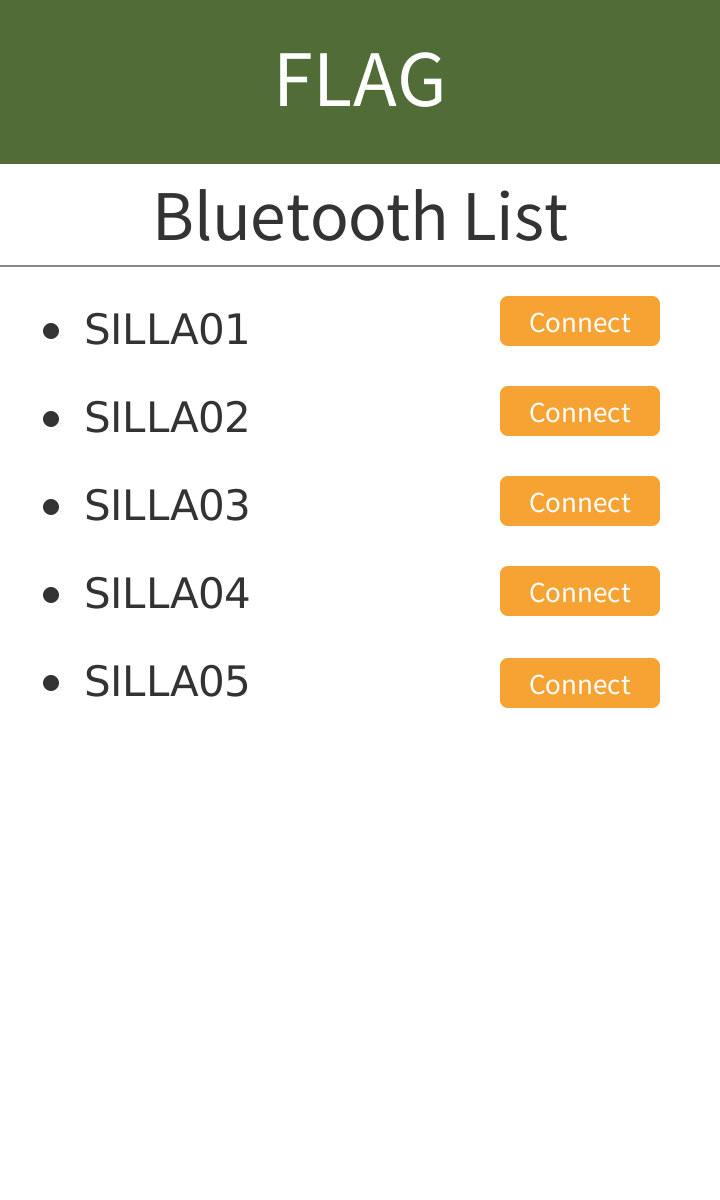 FLAG
Bluetooth List
SILLA01 Connect
SILLA02 Connect
SILLA03 Connect
SILLA04 Connect
SILLA05 Connect